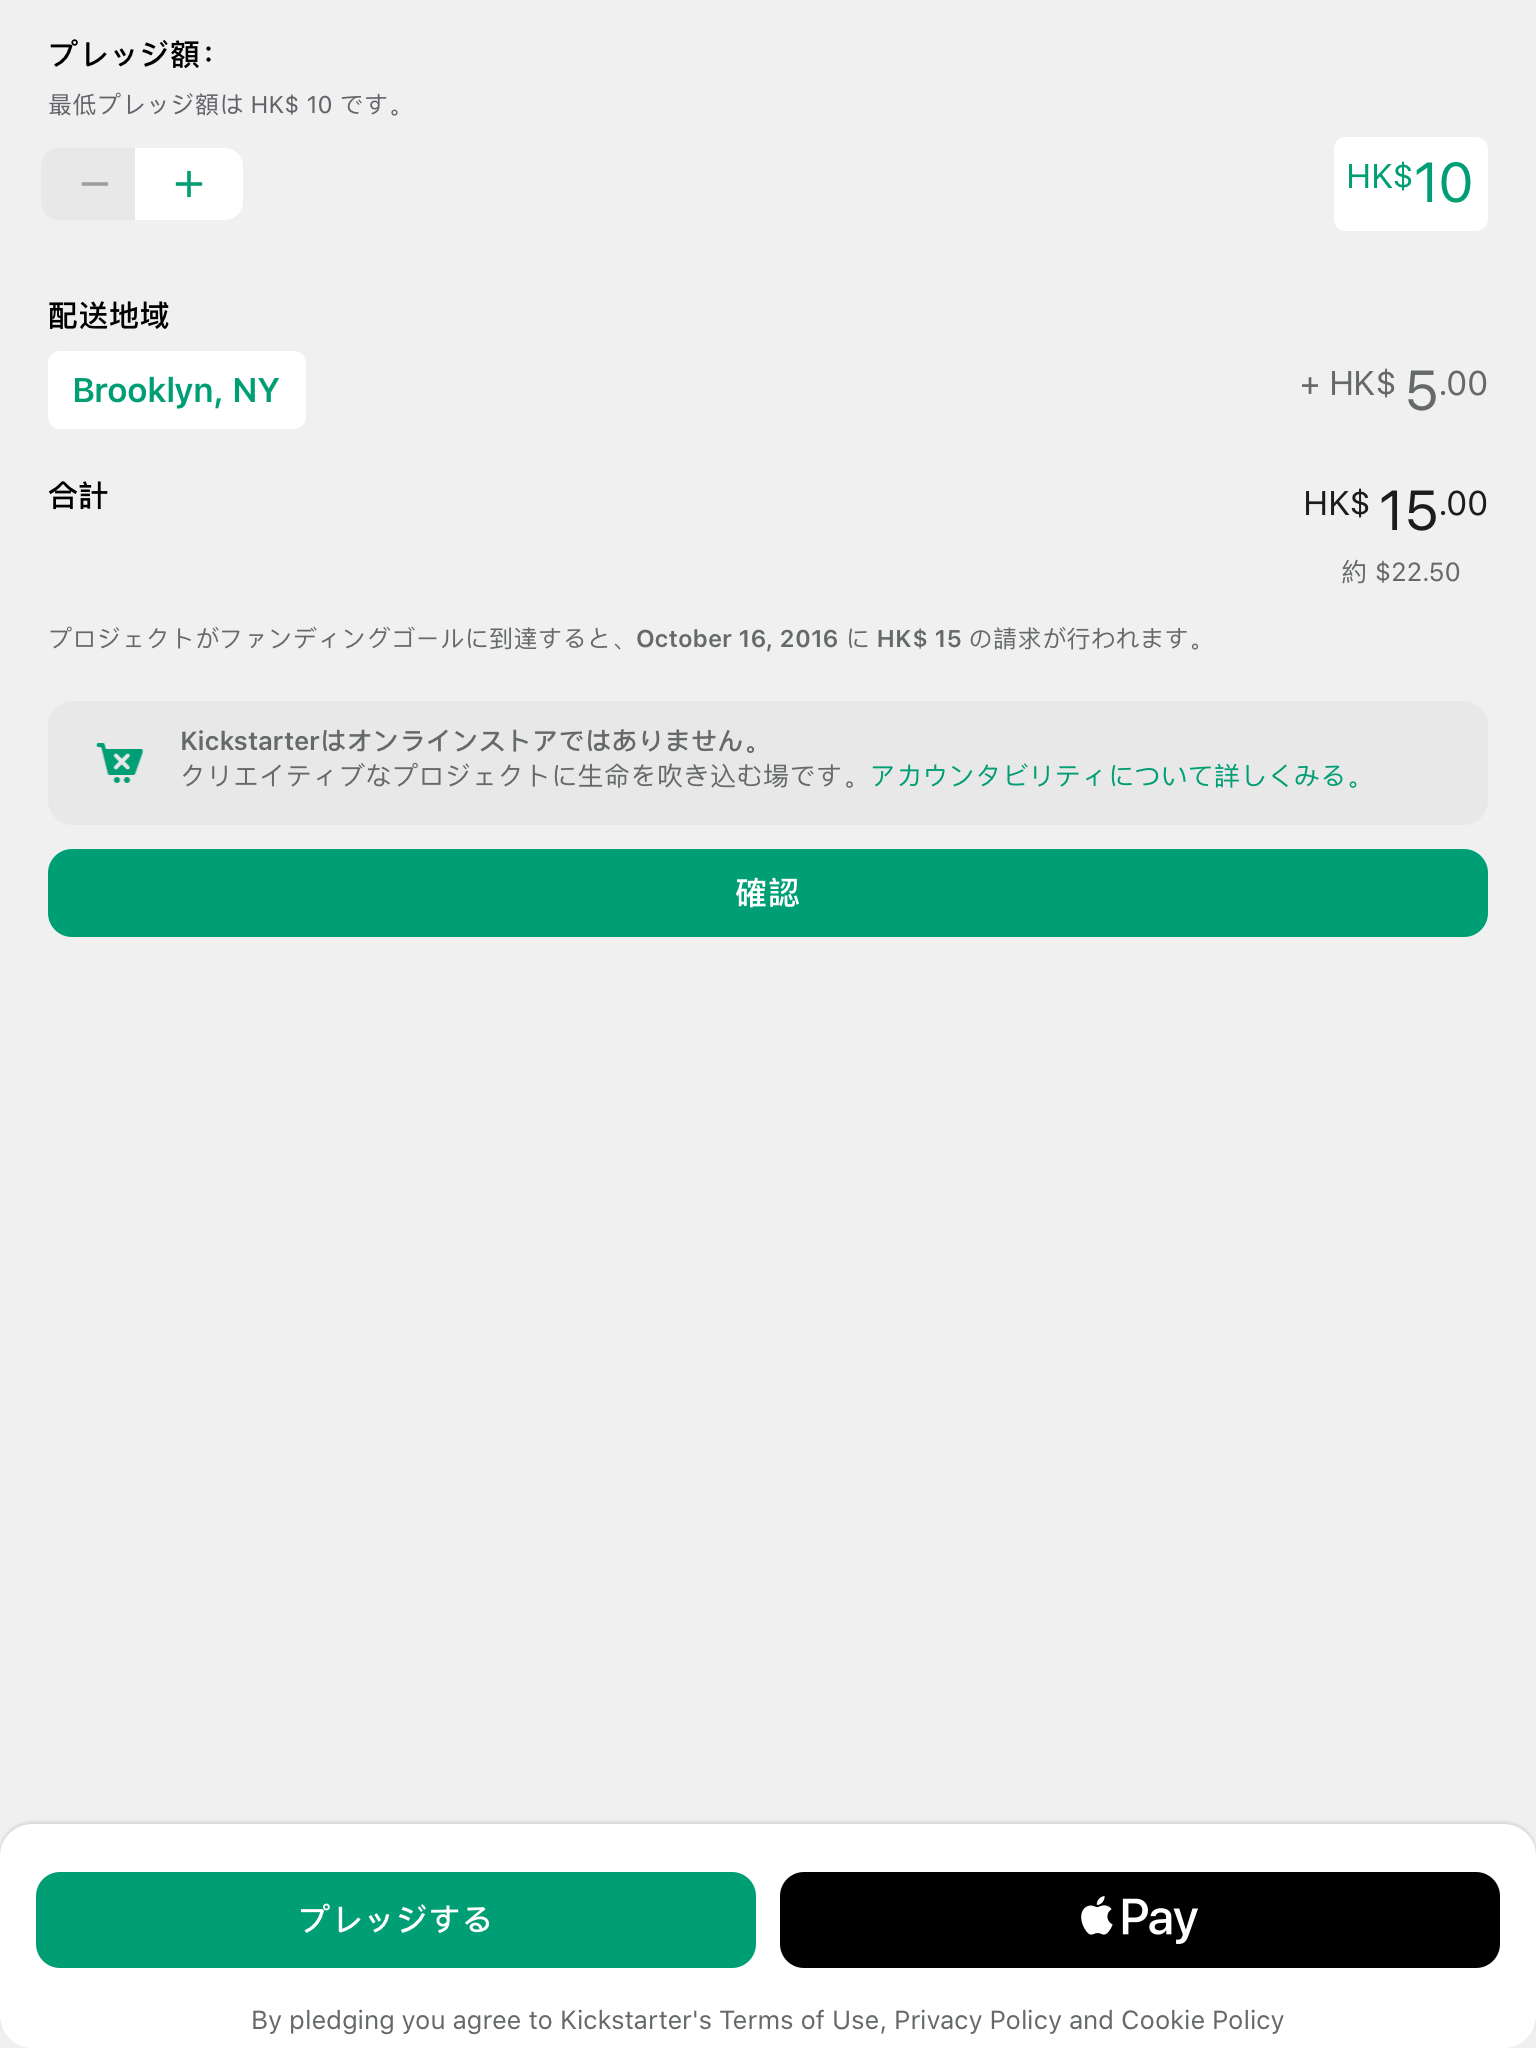 プレッジ額：
最低プレッジ額は HK$ 10 です。
− +
HK$10
配送地域
Brooklyn, NY
+ HK$ 5.00
合計
HK$ 15.00
約 $22.50
プロジェクトがファンディングゴールに到達すると、October 16, 2016 に HK$ 15 の請求が行われます。
Kickstarterはオンラインストアではありません。
クリエイティブなプロジェクトに生命を吹き込む場です。アカウンタビリティについて詳しくみる。
確認
プレッジする
Pay
By pledging you agree to Kickstarter's Terms of Use, Privacy Policy and Cookie Policy